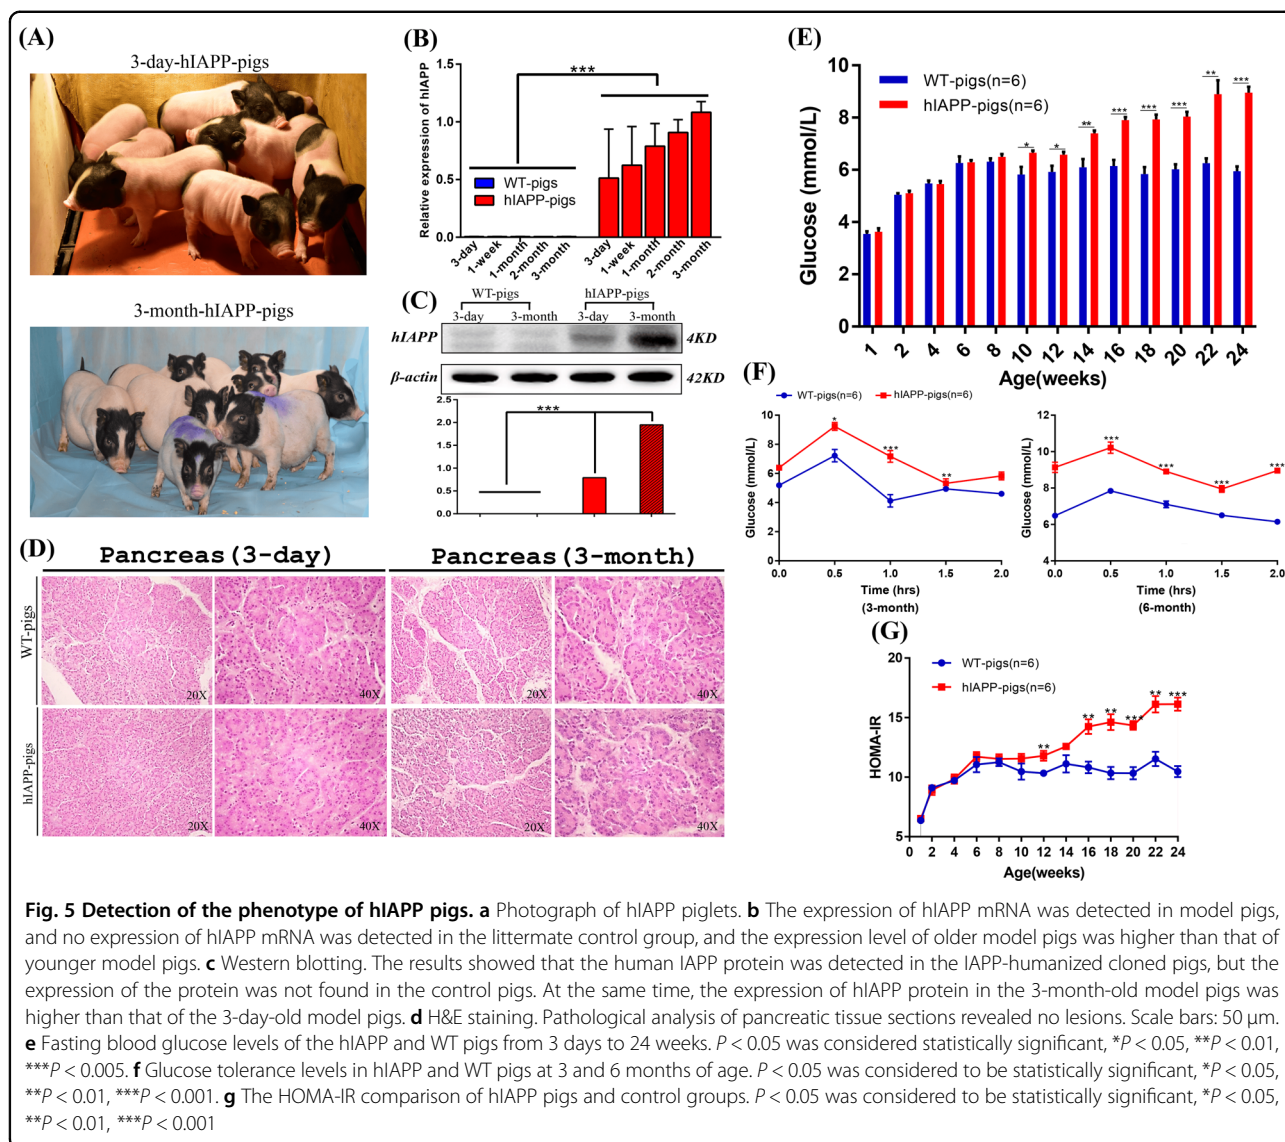 (A)
3-day-hIAPP-pigs
3-month-hIAPP-pigs
(B)
Relative expression of hIAPP
1.5
1.0
0.5
0.0
***
WT-pigs
hIAPP-pigs
3-day
1-week
1-month
2-month
3-month
3-day
1-week
1-month
2-month
3-month
(C)
WT-pigs hIAPP-pigs
3-day 3-month 3-day 3-month
hIAPP 4KD
β-actin 42KD
2.5
2.0
1.5
1.0
0.5
0.0
***
(D)
Pancreas(3-day) Pancreas(3-month)
WT-pigs
20X 40X 20X 40X
hIAPP-pigs
20X 40X 20X 40X
(E)
WT-pigs(n=6)
hIAPP-pigs(n=6)
Glucose (mmol/L)
10
8
6
4
2
0
* * ** *** *** *** ** ***
1 2 4 6 8 10 12 14 16 18 20 22 24
Age(weeks)
(F)
WT-pigs(n=6) hIAPP-pigs(n=6)
Glucose (mmol/L)
10
8
6
4
2
0
* *** **
0.0 0.5 1.0 1.5 2.0
Time (hrs)
(3-month)
Glucose (mmol/L)
12
10
8
6
4
*** *** *** ***
0.0 0.5 1.0 1.5 2.0
Time (hrs)
(6-month)
(G)
WT-pigs(n=6)
hIAPP-pigs(n=6)
HOMA-IR
20
15
10
5
** ** ** *** ** ***
0 2 4 6 8 10 12 14 16 18 20 22 24
Age(weeks)
Fig. 5 Detection of the phenotype of hIAPP pigs. a Photograph of hIAPP piglets. b The expression of hIAPP mRNA was detected in model pigs,
and no expression of hIAPP mRNA was detected in the littermate control group, and the expression level of older model pigs was higher than that of
younger model pigs. c Western blotting. The results showed that the human IAPP protein was detected in the IAPP-humanized cloned pigs, but the
expression of the protein was not found in the control pigs. At the same time, the expression of hIAPP protein in the 3-month-old model pigs was
higher than that of the 3-day-old model pigs. d H&E staining. Pathological analysis of pancreatic tissue sections revealed no lesions. Scale bars: 50 μm.
e Fasting blood glucose levels of the hIAPP and WT pigs from 3 days to 24 weeks. P < 0.05 was considered statistically significant, *P < 0.05, **P < 0.01,
***P < 0.005. f Glucose tolerance levels in hIAPP and WT pigs at 3 and 6 months of age. P < 0.05 was considered to be statistically significant, *P < 0.05,
**P < 0.01, ***P < 0.001. g The HOMA-IR comparison of hIAPP pigs and control groups. P < 0.05 was considered to be statistically significant, *P < 0.05,
**P < 0.01, ***P < 0.001